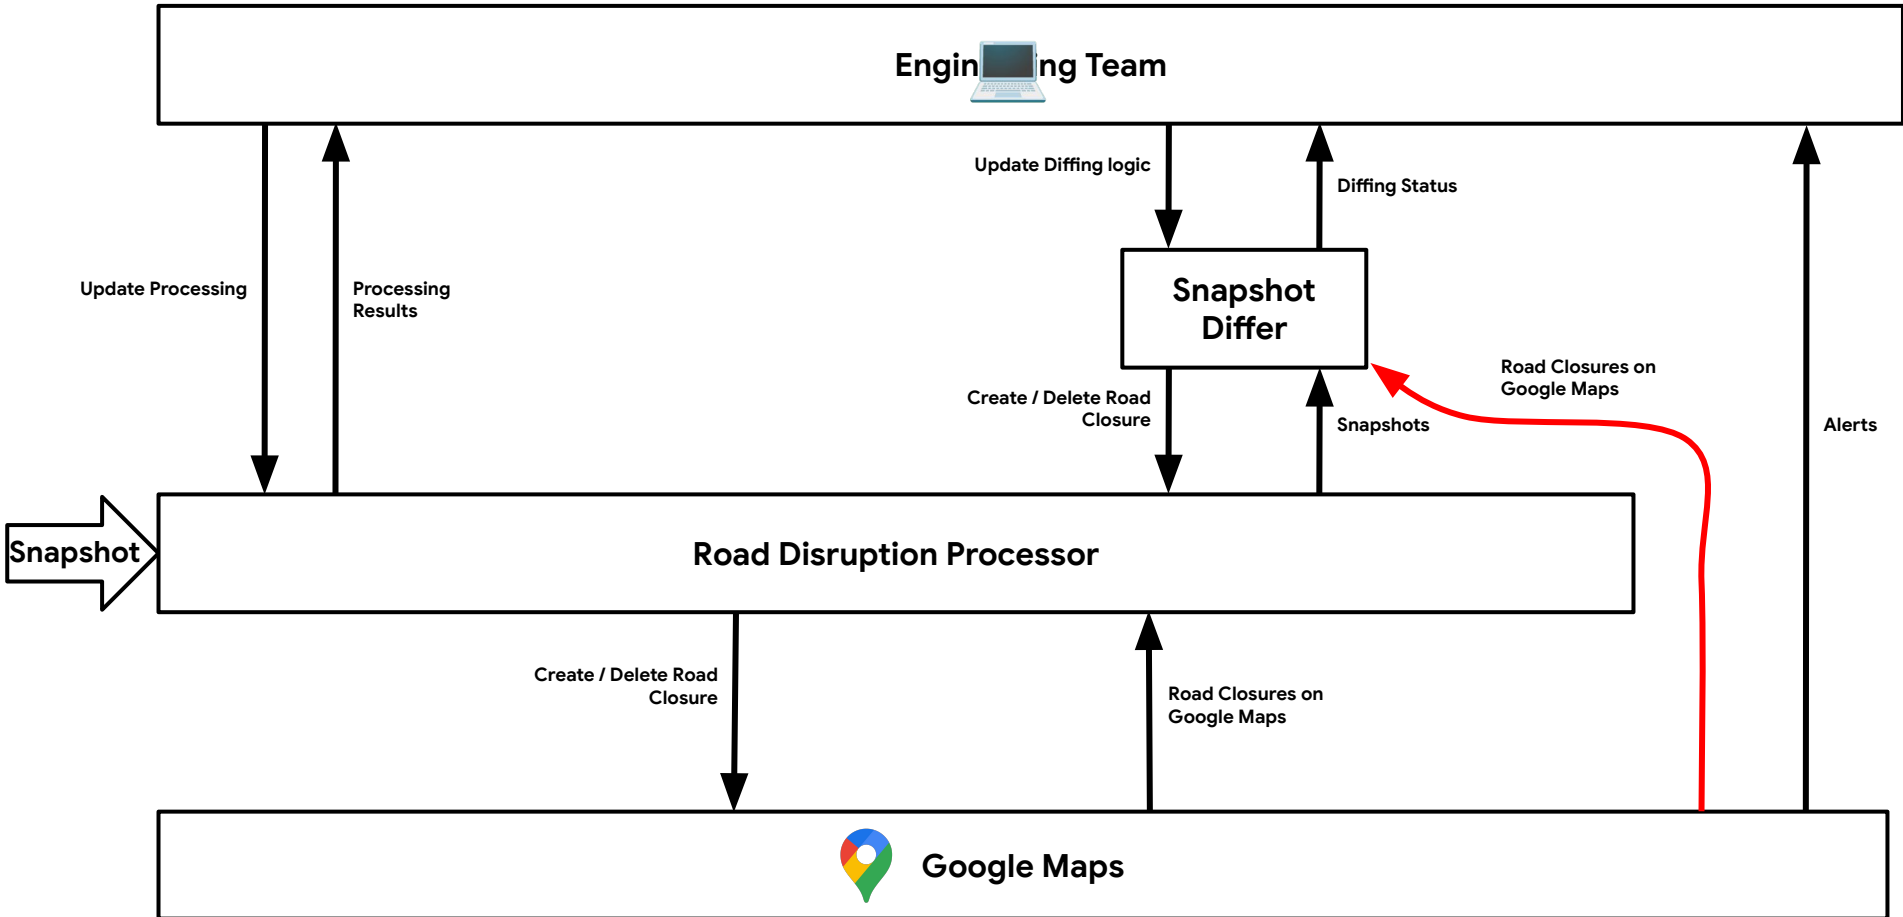 Engin ng Team
Update Diffing logic
Diffing Status
Update Processing
Processing
Results
Snapshot
Differ
Road Closures on
Google Maps
Create / Delete Road
Closure
Snapshots
Alerts
Snapshot
Road Disruption Processor
Create / Delete Road
Closure
Road Closures on
Google Maps
Google Maps